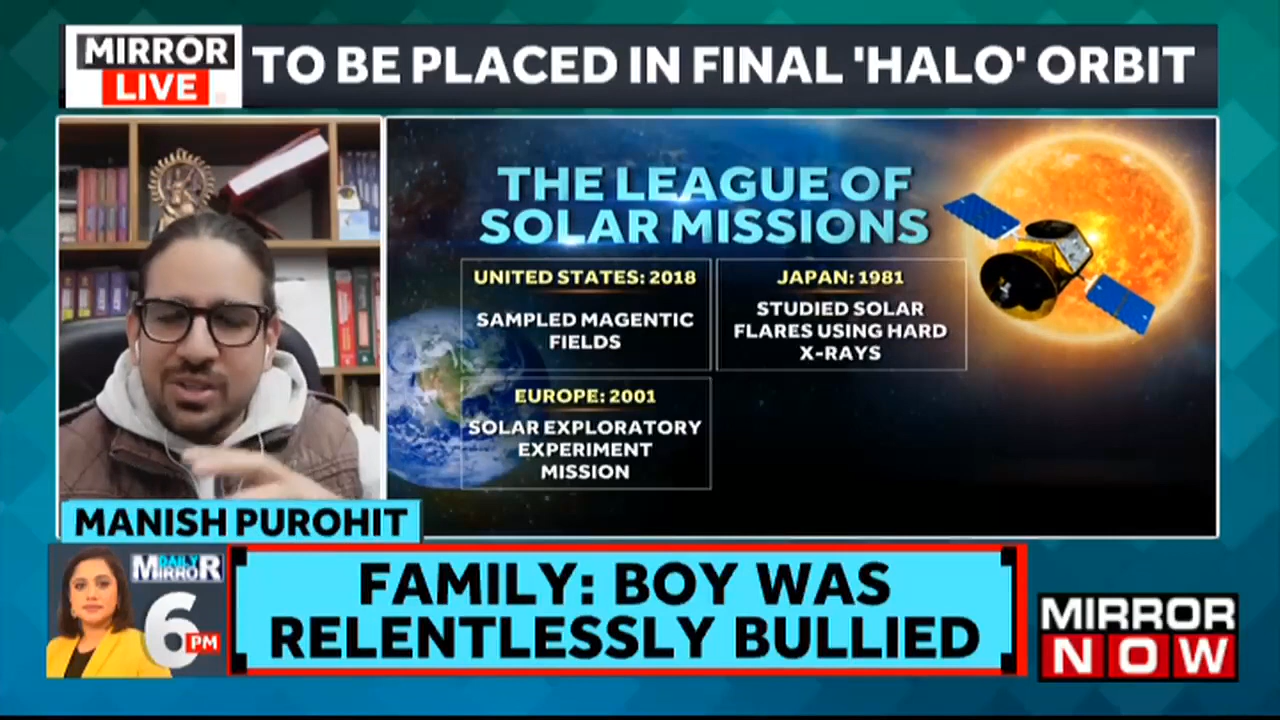 MIRROR
LIVE
TO BE PLACED IN FINAL 'HALO' ORBIT
THE LEAGUE OF
SOLAR MISSIONS
UNITED STATES: 2018
SAMPLED MAGENTIC
FIELDS
JAPAN: 1981
STUDIED SOLAR
FLARES USING HARD
X-RAYS
EUROPE: 2001
SOLAR EXPLORATORY
EXPERIMENT
MISSION
MANISH PUROHIT
DAILY
MIRROR
6
PM
FAMILY: BOY WAS
RELENTLESSLY BULLIED
MIRROR
NOW